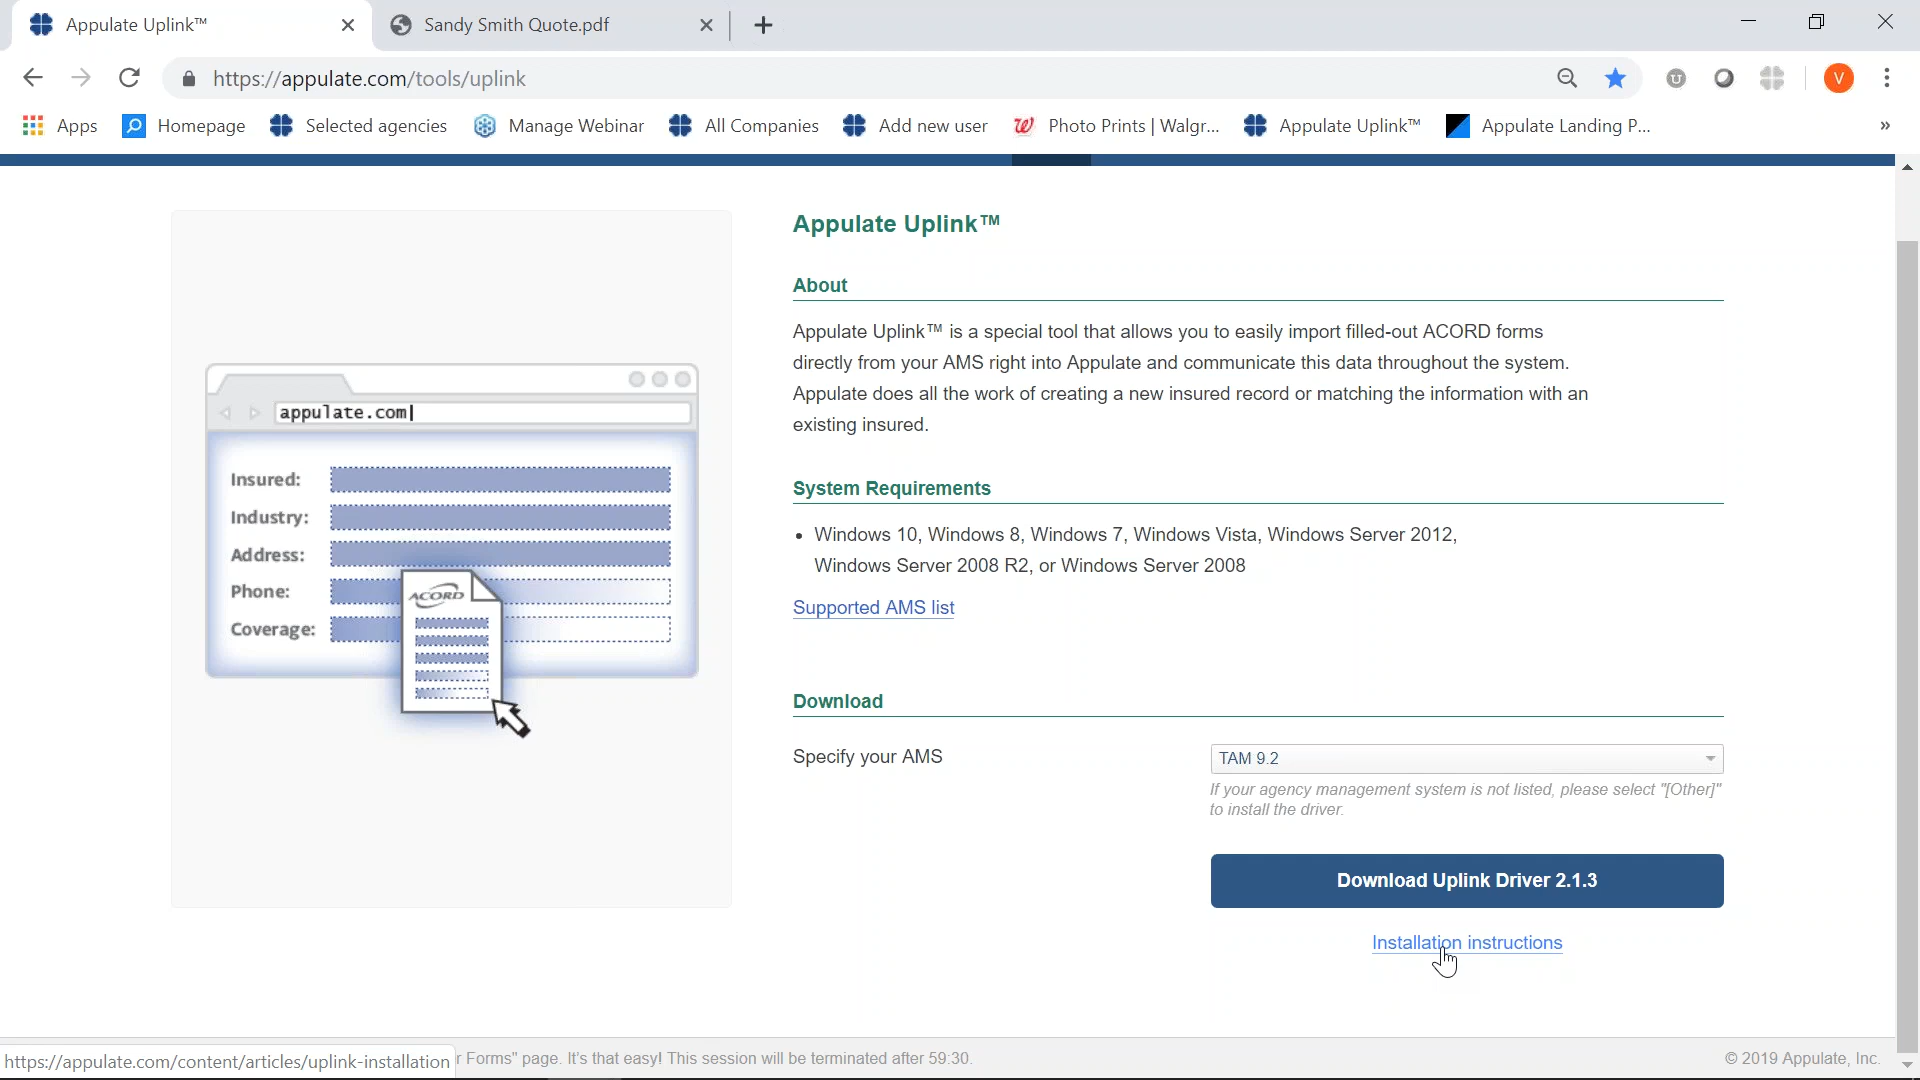 Appulate Uplink™
Sandy Smith Quote.pdf
https://appulate.com/tools/uplink
V
Apps
Homepage
Selected agencies
Manage Webinar
All Companies
Add new user
Photo Prints | Walgr...
Appulate Uplink™
Appulate Landing P...
»
appulate.com
Insured:
Industry:
Address:
Phone:
Coverage:
ACORD
Appulate Uplink™
About
Appulate Uplink™ is a special tool that allows you to easily import filled-out ACORD forms
directly from your AMS right into Appulate and communicate this data throughout the system.
Appulate does all the work of creating a new insured record or matching the information with an
existing insured.
System Requirements
• Windows 10, Windows 8, Windows 7, Windows Vista, Windows Server 2012,
Windows Server 2008 R2, or Windows Server 2008
Supported AMS list
Download
Specify your AMS
TAM 9.2
If your agency management system is not listed, please select "[Other]"
to install the driver.
Download Uplink Driver 2.1.3
Installation instructions
https://appulate.com/content/articles/uplink-installation
r Forms" page. It's that easy! This session will be terminated after 59:30.
© 2019 Appulate, Inc.